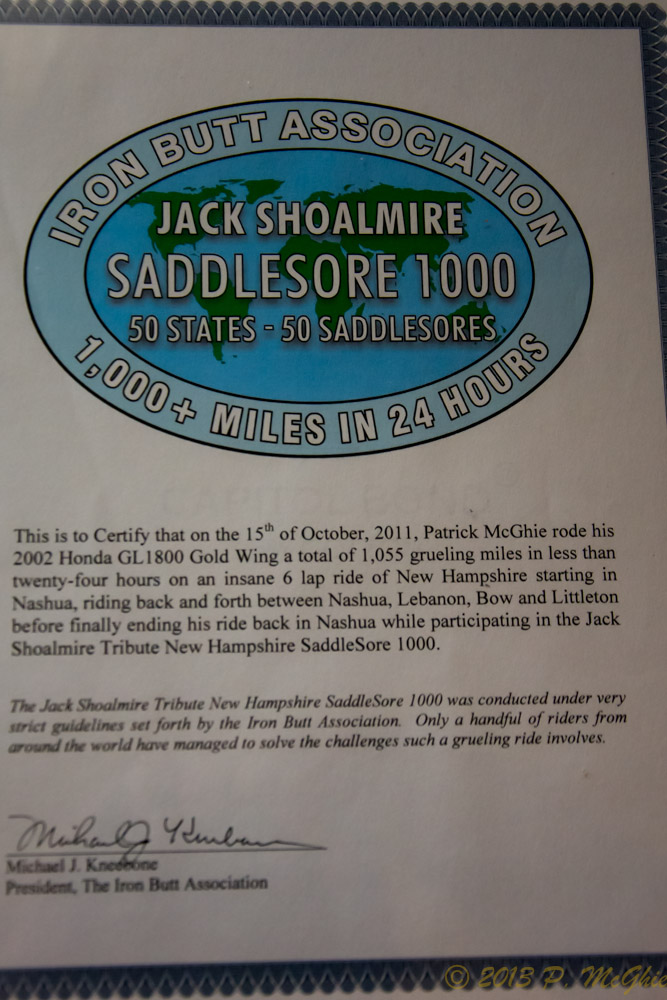 IRON BUTT ASSOCIATION
JACK SHOALMIRE
SADDLESORE 1000
50 STATES - 50 SADDLESORES
1,000+ MILES IN 24 HOURS
This is to Certify that on the 15th of October, 2011, Patrick McGhie rode his
2002 Honda GL1800 Gold Wing a total of 1,055 grueling miles in less than
twenty-four hours on an insane 6 lap ride of New Hampshire starting in
Nashua, riding back and forth between Nashua, Lebanon, Bow and Littleton
before finally ending his ride back in Nashua while participating in the Jack
Shoalmire Tribute New Hampshire SaddleSore 1000.
The Jack Shoalmire Tribute New Hampshire SaddleSore 1000 was conducted under very
strict guidelines set forth by the Iron Butt Association. Only a handful of riders from
around the world have managed to solve the challenges such a grueling ride involves.
Michael J. Kneebone
President, The Iron Butt Association
© 2013 P. McGhie